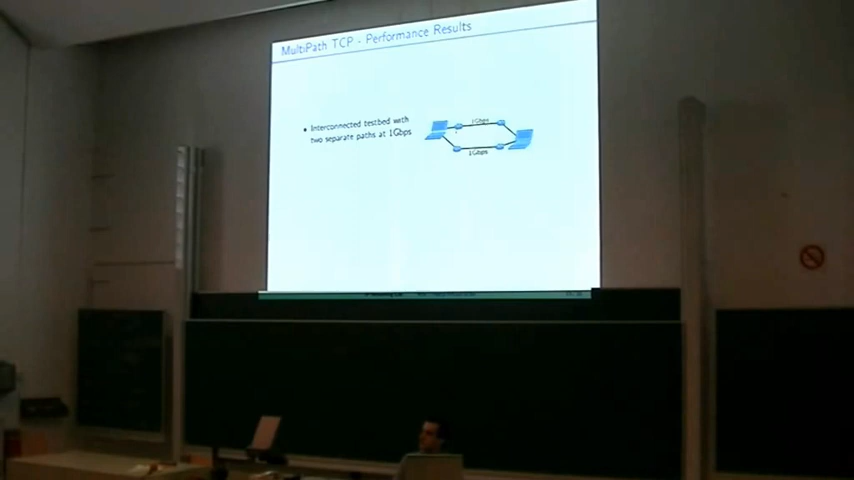 MultiPath TCP - Performance Results
• Interconnected testbed with
two separate paths at 1Gbps
1Gbps
1Gbps